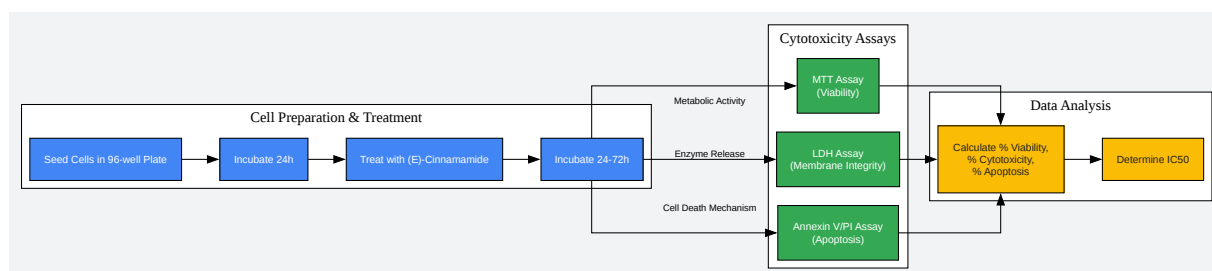 Cell Preparation & Treatment
Seed Cells in 96-well Plate
Incubate 24h
Treat with (E)-Cinnamamide
Incubate 24-72h
Metabolic Activity
Enzyme Release
Cell Death Mechanism
Cytotoxicity Assays
MTT Assay
(Viability)
LDH Assay
(Membrane Integrity)
Annexin V/PI Assay
(Apoptosis)
Data Analysis
Calculate % Viability,
% Cytotoxicity,
% Apoptosis
Determine IC50